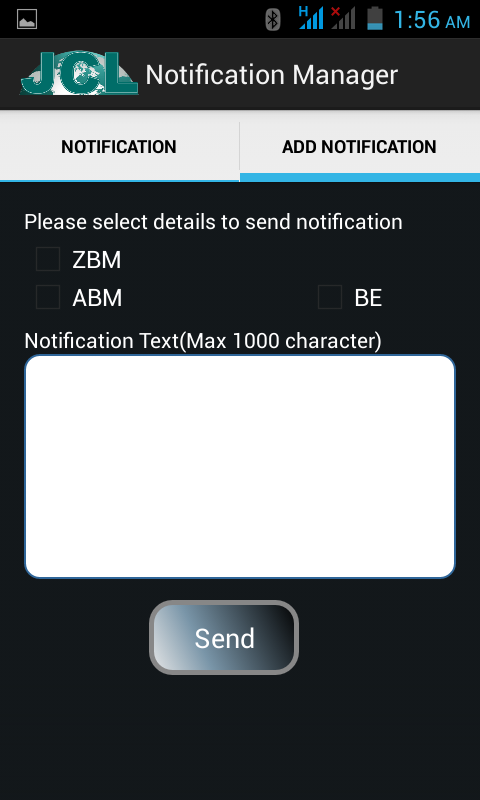 H
1:56 AM
JCL Notification Manager
NOTIFICATION
ADD NOTIFICATION
Please select details to send notification
ZBM
ABM
BE
Notification Text(Max 1000 character)
Send